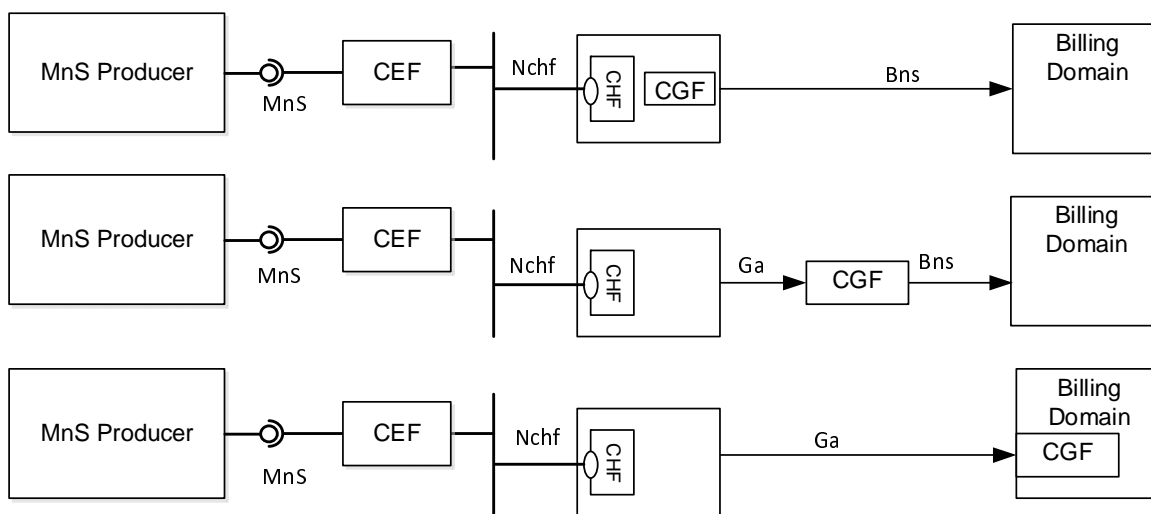 MnS Producer
MnS
CEF
Nchf
CHF
CGF
Bns
Billing
Domain
MnS Producer
MnS
CEF
Nchf
CHF
Ga
CGF
Bns
Billing
Domain
MnS Producer
MnS
CEF
Nchf
CHF
Ga
Billing
Domain
CGF